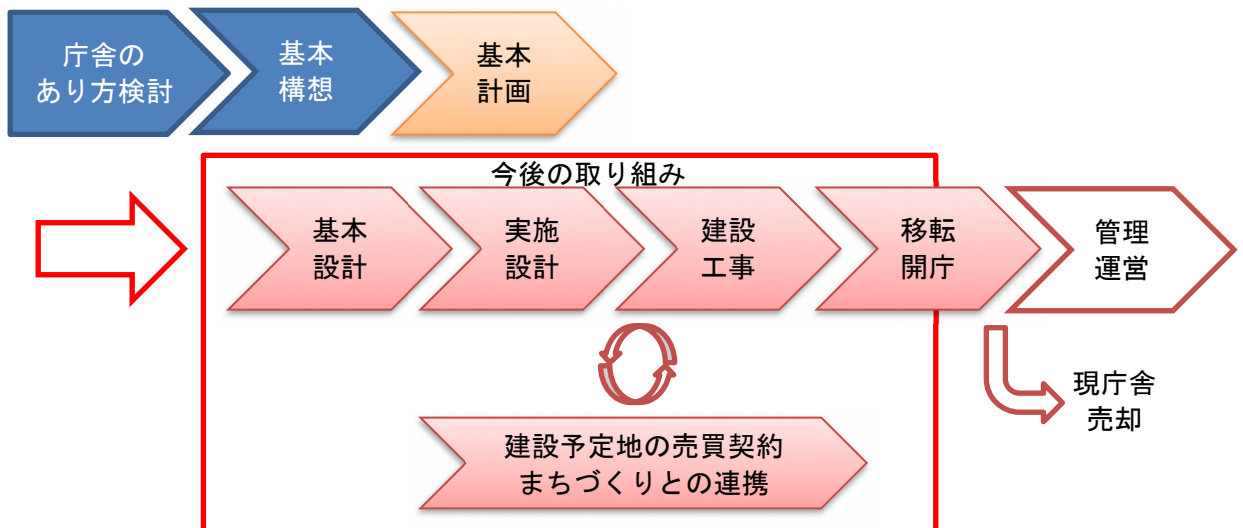 庁舎の
あり方検討
基本
構想
基本
計画
今後の取り組み
基本
設計
実施
設計
建設
工事
移転
開庁
管理
運営
現庁舎
売却
建設予定地の売買契約
まちづくりとの連携